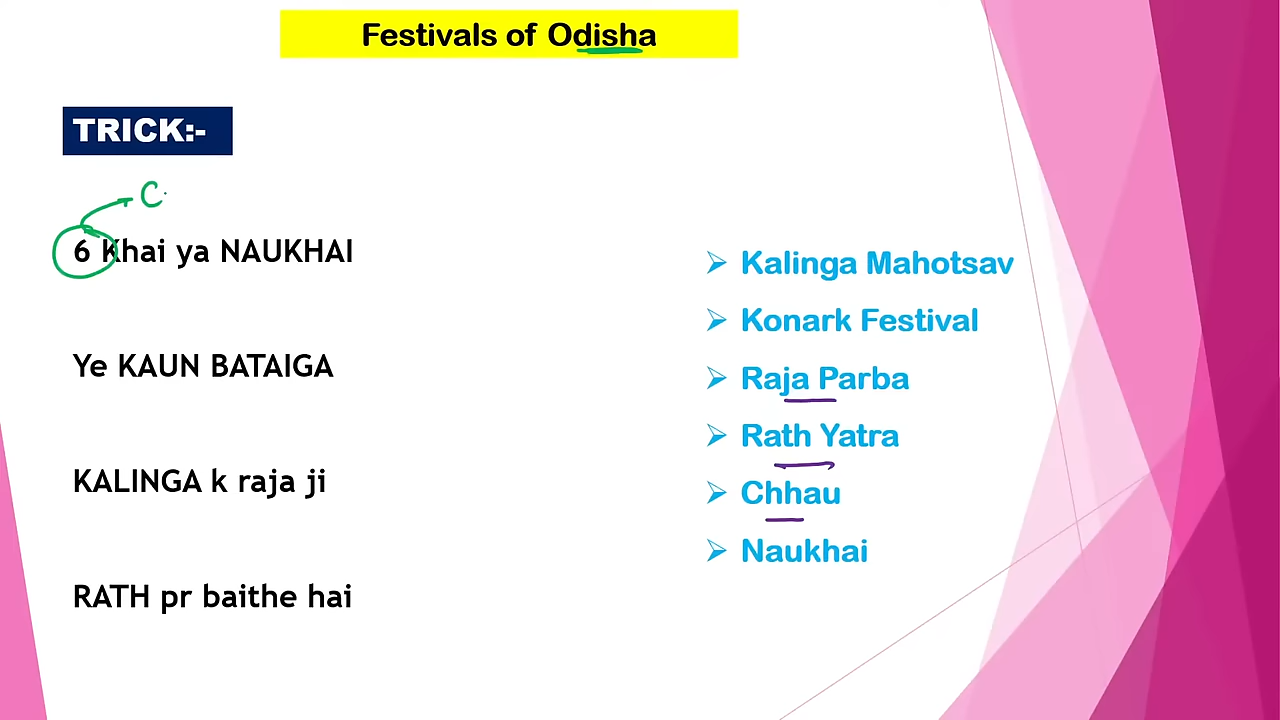 Festivals of Odisha
TRICK:-
C
6 Khai ya NAUKHAI
Ye KAUN BATAIGA
KALINGA k raja ji
RATH pr baithe hai
Kalinga Mahotsav
Konark Festival
Raja Parba
Rath Yatra
Chhau
Naukhai